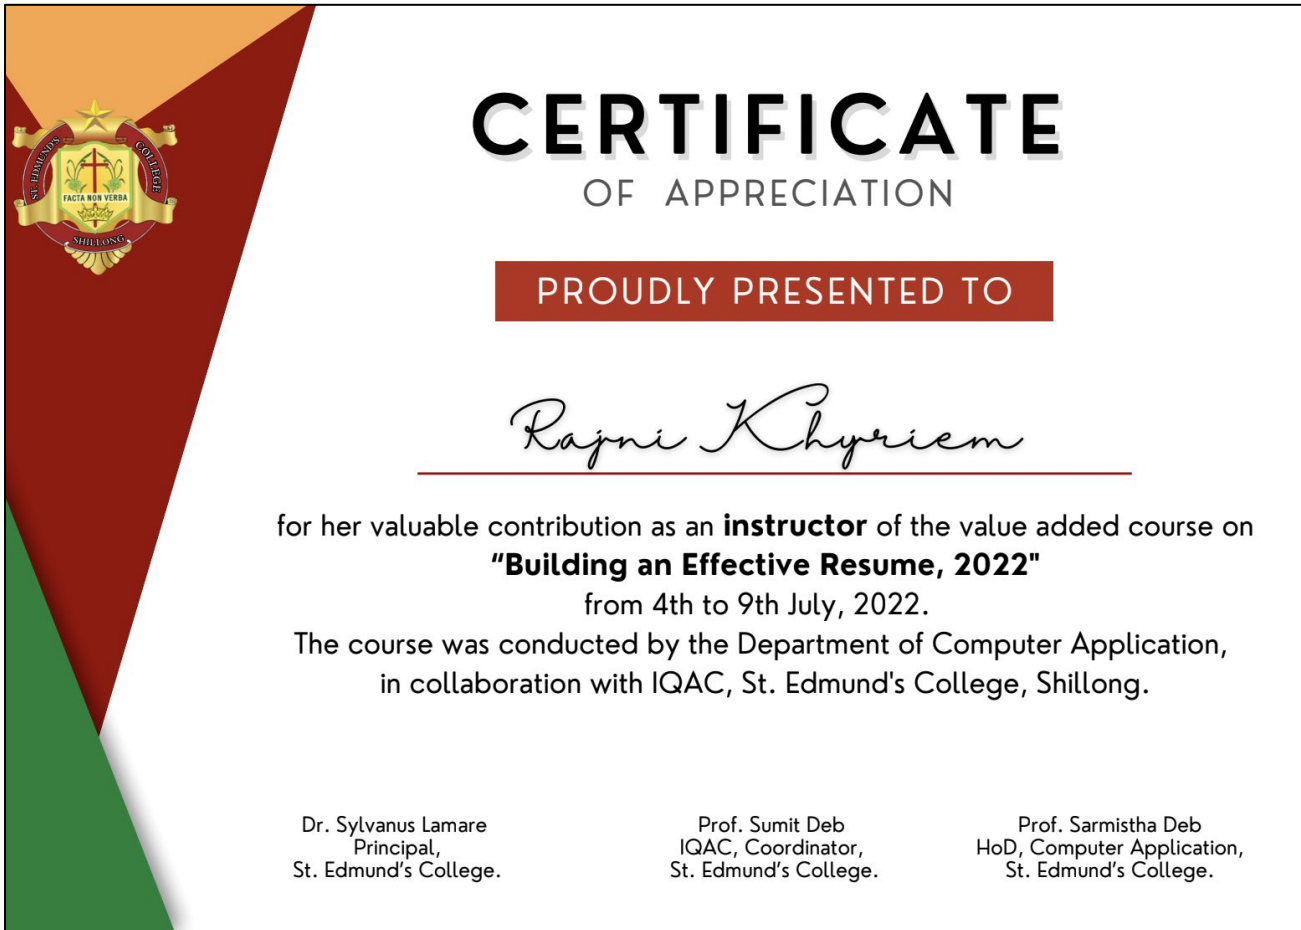 ST. EDMUND'S COLLEGE
FACTA NON VERBA
SHILLONG
CERTIFICATE
OF APPRECIATION
PROUDLY PRESENTED TO
Rajni Khyriem
for her valuable contribution as an instructor of the value added course on
“Building an Effective Resume, 2022"
from 4th to 9th July, 2022.
The course was conducted by the Department of Computer Application,
in collaboration with IQAC, St. Edmund's College, Shillong.
Dr. Sylvanus Lamare
Principal,
St. Edmund’s College.
Prof. Sumit Deb
IQAC, Coordinator,
St. Edmund’s College.
Prof. Sarmistha Deb
HoD, Computer Application,
St. Edmund’s College.